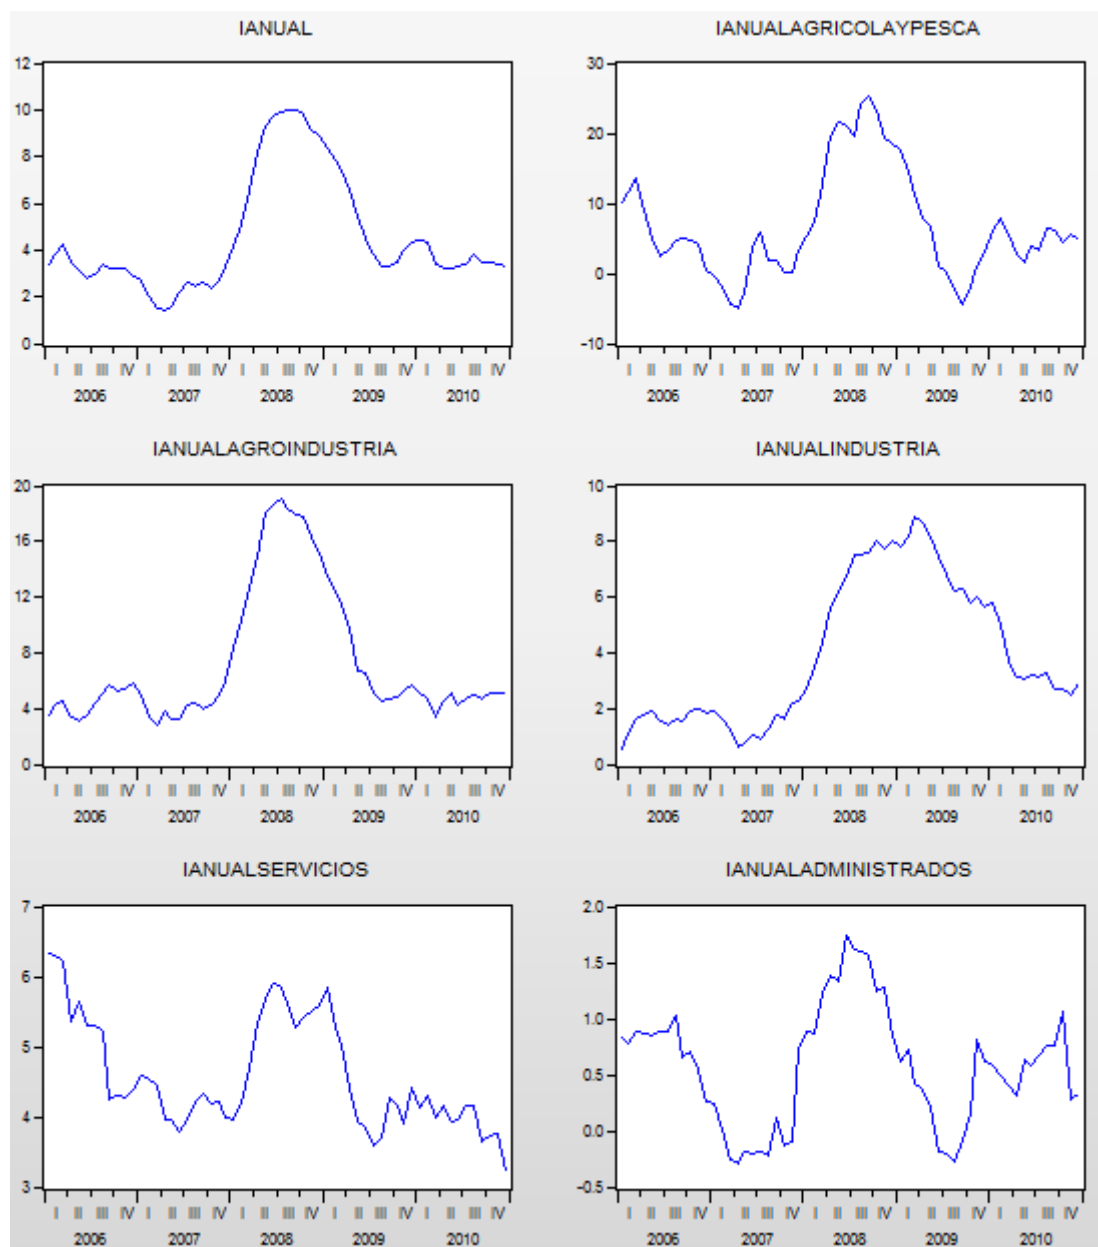 IANUAL
12
10
8
6
4
2
0
I II III IV I II III IV I II III IV I II III IV I II III IV
2006 2007 2008 2009 2010
IANUALAGRICOLAYPESCA
30
20
10
0
-10
I II III IV I II III IV I II III IV I II III IV I II III IV
2006 2007 2008 2009 2010
IANUALAGROINDUSTRIA
20
16
12
8
4
0
I II III IV I II III IV I II III IV I II III IV I II III IV
2006 2007 2008 2009 2010
IANUALINDUSTRIA
10
8
6
4
2
0
I II III IV I II III IV I II III IV I II III IV I II III IV
2006 2007 2008 2009 2010
IANUALSERVICIOS
7
6
5
4
3
I II III IV I II III IV I II III IV I II III IV I II III IV
2006 2007 2008 2009 2010
IANUALADMINISTRADOS
2.0
1.5
1.0
0.5
0.0
-0.5
I II III IV I II III IV I II III IV I II III IV I II III IV
2006 2007 2008 2009 2010